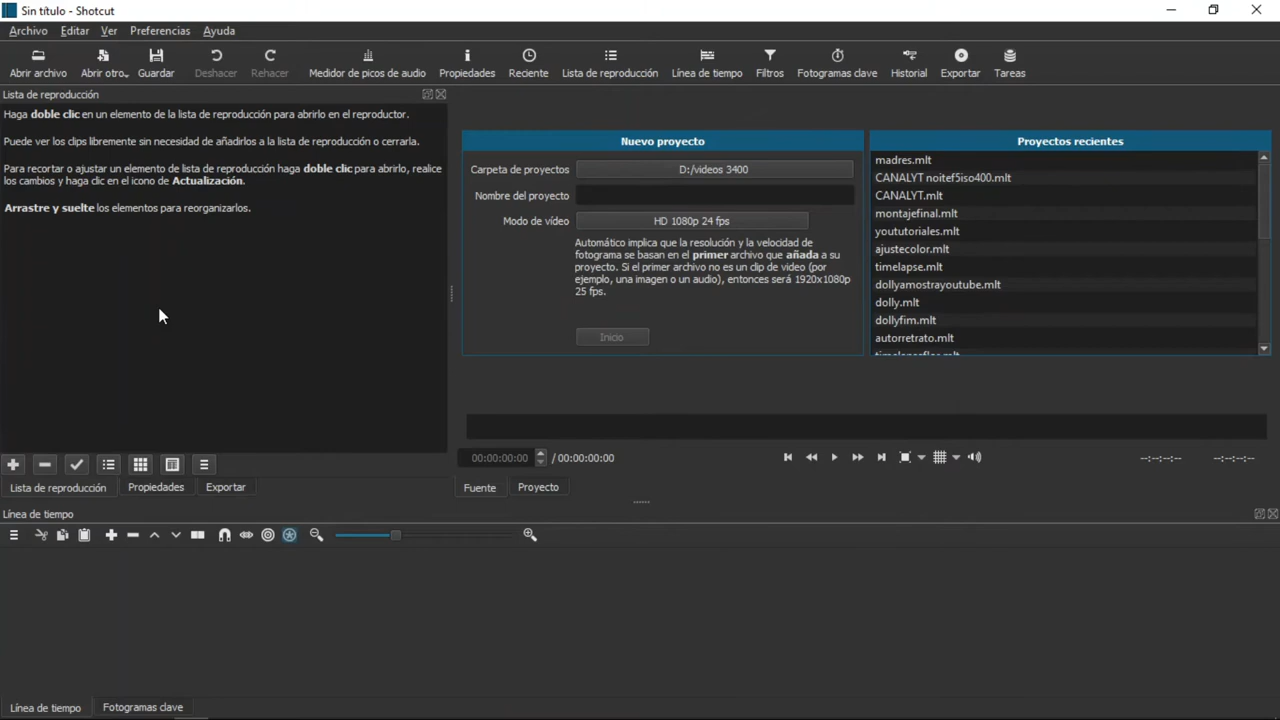 Sin título - Shotcut
Archivo Editar Ver Preferencias Ayuda
Abrir archivo Abrir otro.. Guardar Deshacer Rehacer Medidor de picos de audio Propiedades Reciente Lista de reproducción Línea de tiempo Filtros Fotogramas clave Historial Exportar Tareas
Lista de reproducción
Haga doble clic en un elemento de la lista de reproducción para abrirlo en el reproductor.
Puede ver los clips libremente sin necesidad de añadirlos a la lista de reproducción o cerrarla.
Para recortar o ajustar un elemento de lista de reproducción haga doble clic para abrirlo, realice
los cambios y haga clic en el icono de Actualización.
Arrastre y suelte los elementos para reorganizarlos.
Nuevo proyecto
Carpeta de proyectos D:/videos 3400
Nombre del proyecto
Modo de vídeo HD 1080p 24 fps
Automático implica que la resolución y la velocidad de
fotograma se basan en el primer archivo que añada a su
proyecto. Si el primer archivo no es un clip de video (por
ejemplo, una imagen o un audio), entonces será 1920x1080p
25 fps.
Inicio
Proyectos recientes
madres.mlt
CANALYT noitef5iso400.mlt
CANALYT.mlt
montajefinal.mlt
yoututoriales.mlt
ajustecolor.mlt
timelapse.mlt
dollyamostrayoutube.mlt
dolly.mlt
dollyfim.mlt
autorretrato.mlt
00:00:00:00 / 00:00:00:00 --:--:--:-- --:--:--:--
Lista de reproducción Propiedades Exportar Fuente Proyecto
Línea de tiempo
Línea de tiempo Fotogramas clave